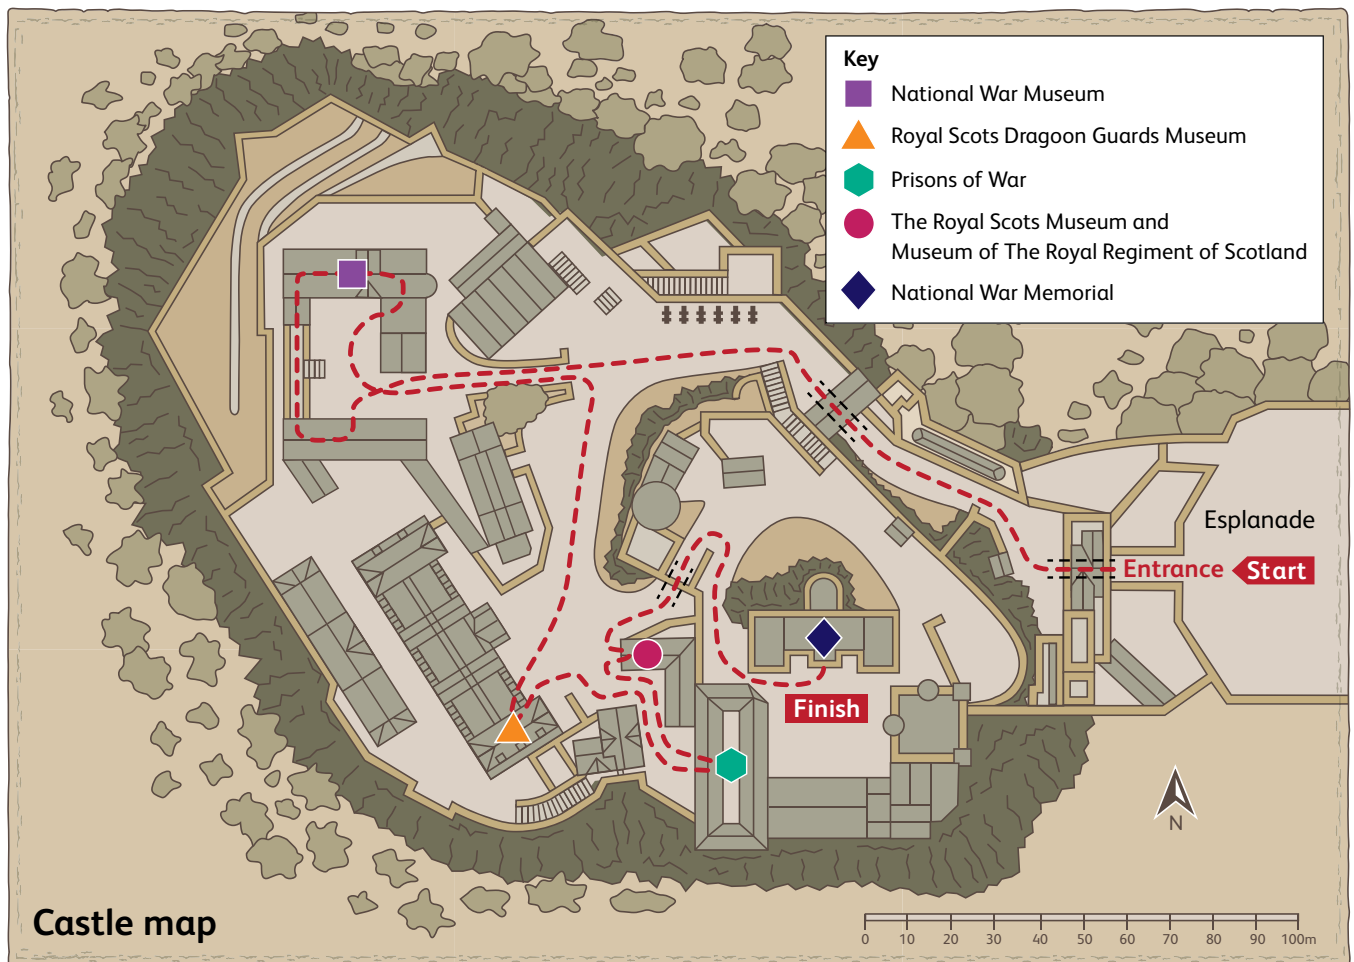 Key
National War Museum
Royal Scots Dragoon Guards Museum
Prisons of War
The Royal Scots Museum and
Museum of The Royal Regiment of Scotland
National War Memorial
Esplanade
Entrance Start
Finish
N
Castle map
0 10 20 30 40 50 60 70 80 90 100m